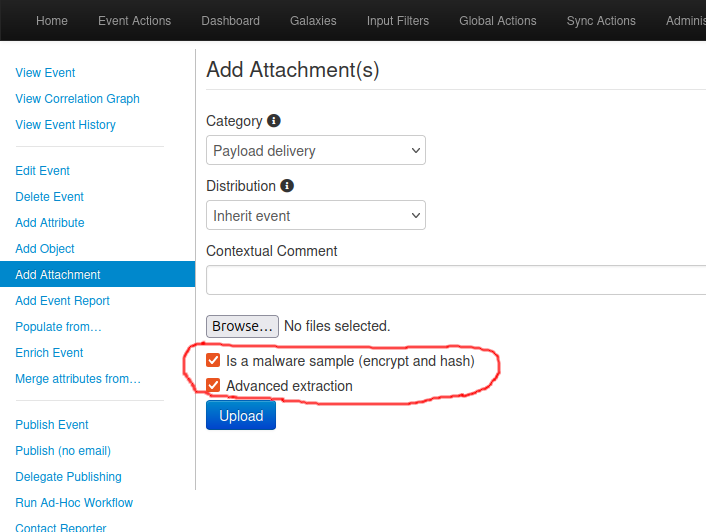 Home Event Actions Dashboard Galaxies Input Filters Global Actions Sync Actions Adminis
View Event
View Correlation Graph
View Event History
Edit Event
Delete Event
Add Attribute
Add Object
Add Attachment
Add Event Report
Populate from...
Enrich Event
Merge attributes from...
Publish Event
Publish (no email)
Delegate Publishing
Run Ad-Hoc Workflow
Contact Reporter
Add Attachment(s)
Category
Payload delivery
Distribution
Inherit event
Contextual Comment
Browse... No files selected.
Is a malware sample (encrypt and hash)
Advanced extraction
Upload